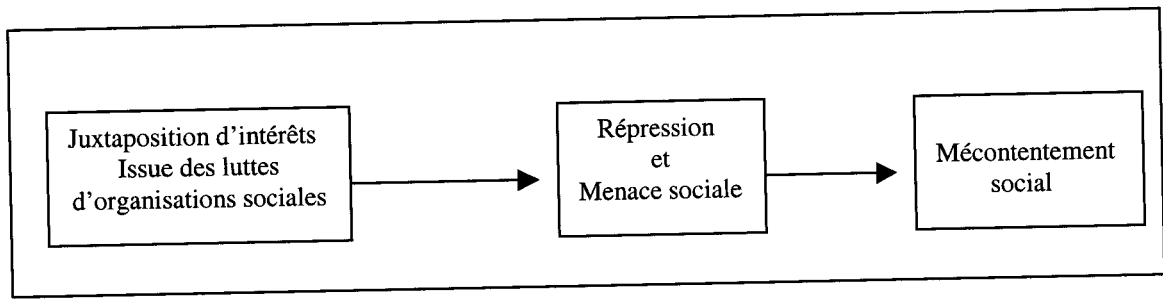 Juxtaposition d'intérêts
Issue des luttes
d'organisations sociales
Répression
et
Menace sociale
Mécontentement
social